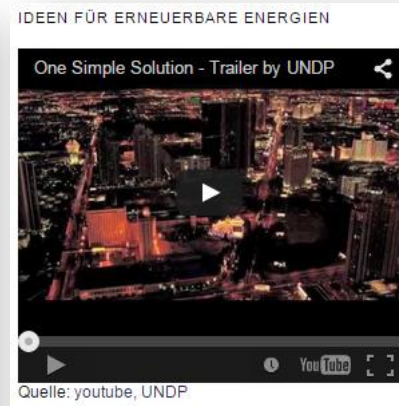 IDEEN FÜR ERNEUERBARE ENERGIEN
One Simple Solution - Trailer by UNDP
YouTube
Quelle: youtube, UNDP